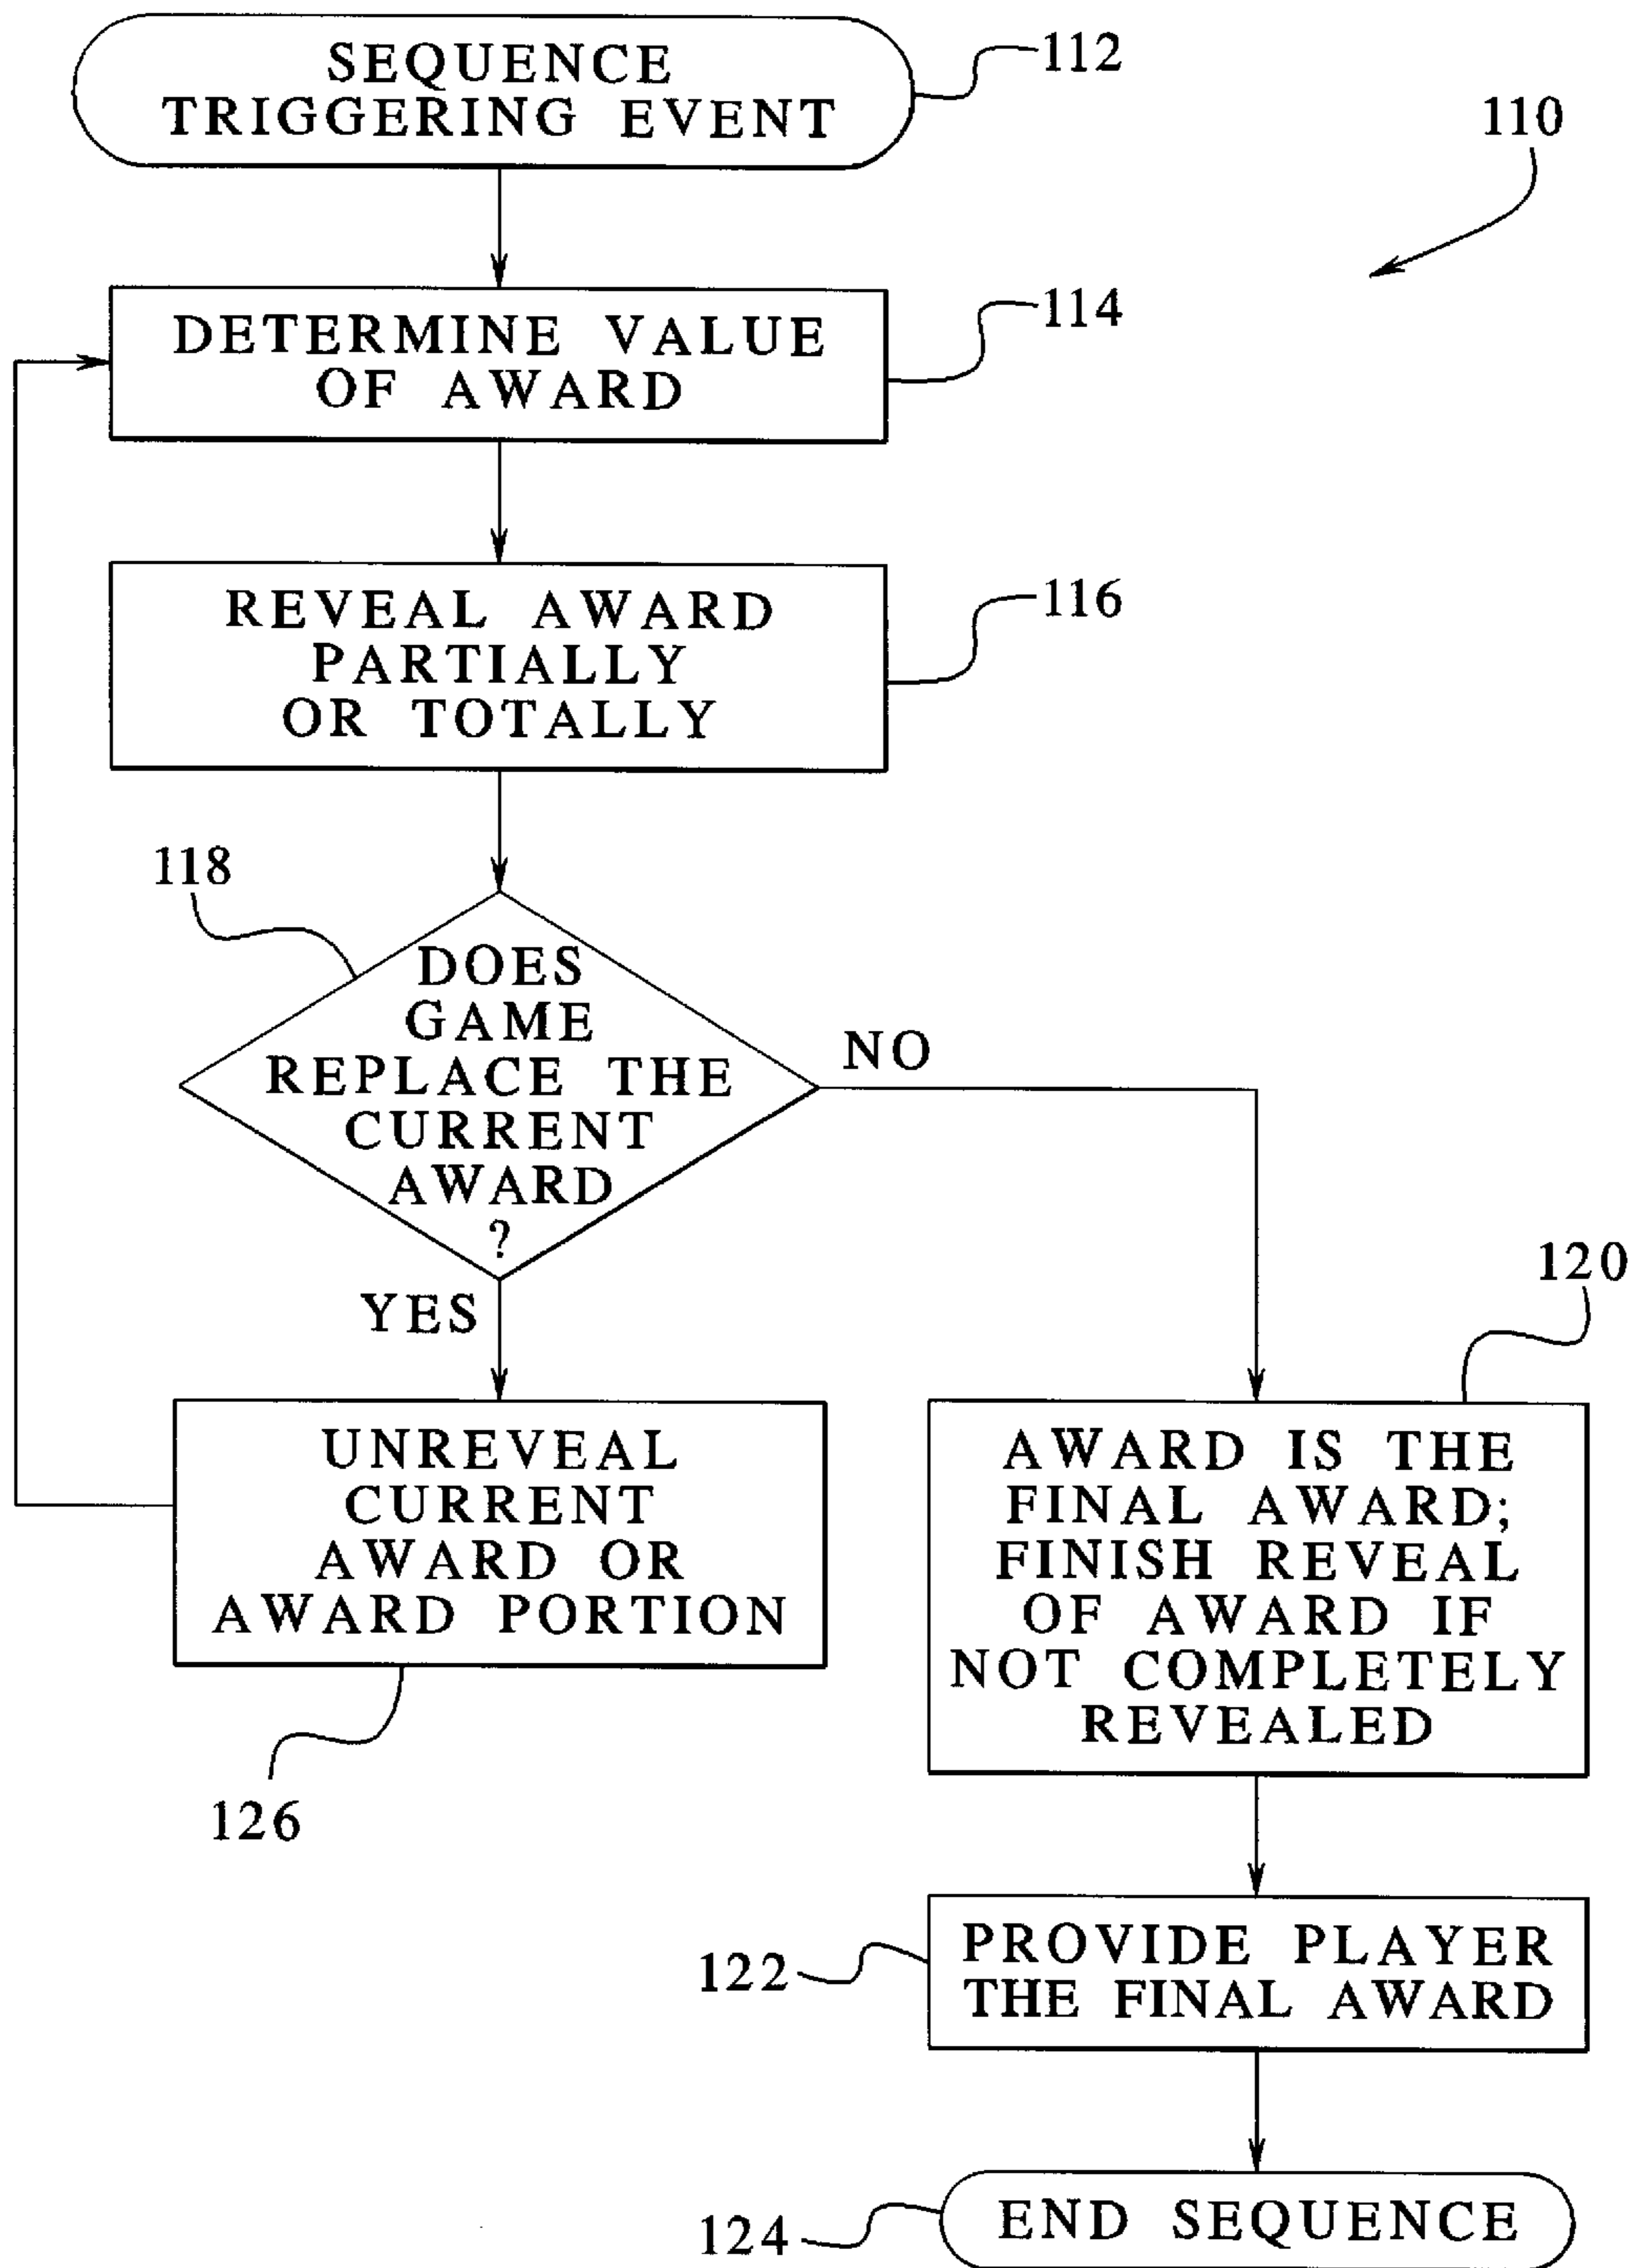 SEQUENCE
TRIGGERING EVENT
112
110
DETERMINE VALUE
OF AWARD
114
REVEAL AWARD
PARTIALLY
OR TOTALLY
116
118
DOES
GAME
REPLACE THE
CURRENT
AWARD
?
NO
YES
120
UNREVEAL
CURRENT
AWARD OR
AWARD PORTION
126
AWARD IS THE
FINAL AWARD;
FINISH REVEAL
OF AWARD IF
NOT COMPLETELY
REVEALED
122
PROVIDE PLAYER
THE FINAL AWARD
124
END SEQUENCE